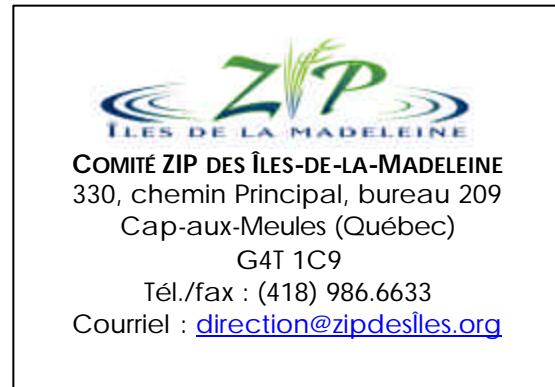 ZIP
ÎLES DE LA MADELEINE
COMITÉ ZIP DES ÎLES-DE-LA-MADELEINE
330, chemin Principal, bureau 209
Cap-aux-Meules (Québec)
G4T 1C9
Tél./fax : (418) 986.6633
Courriel : direction@zipdesÎles.org